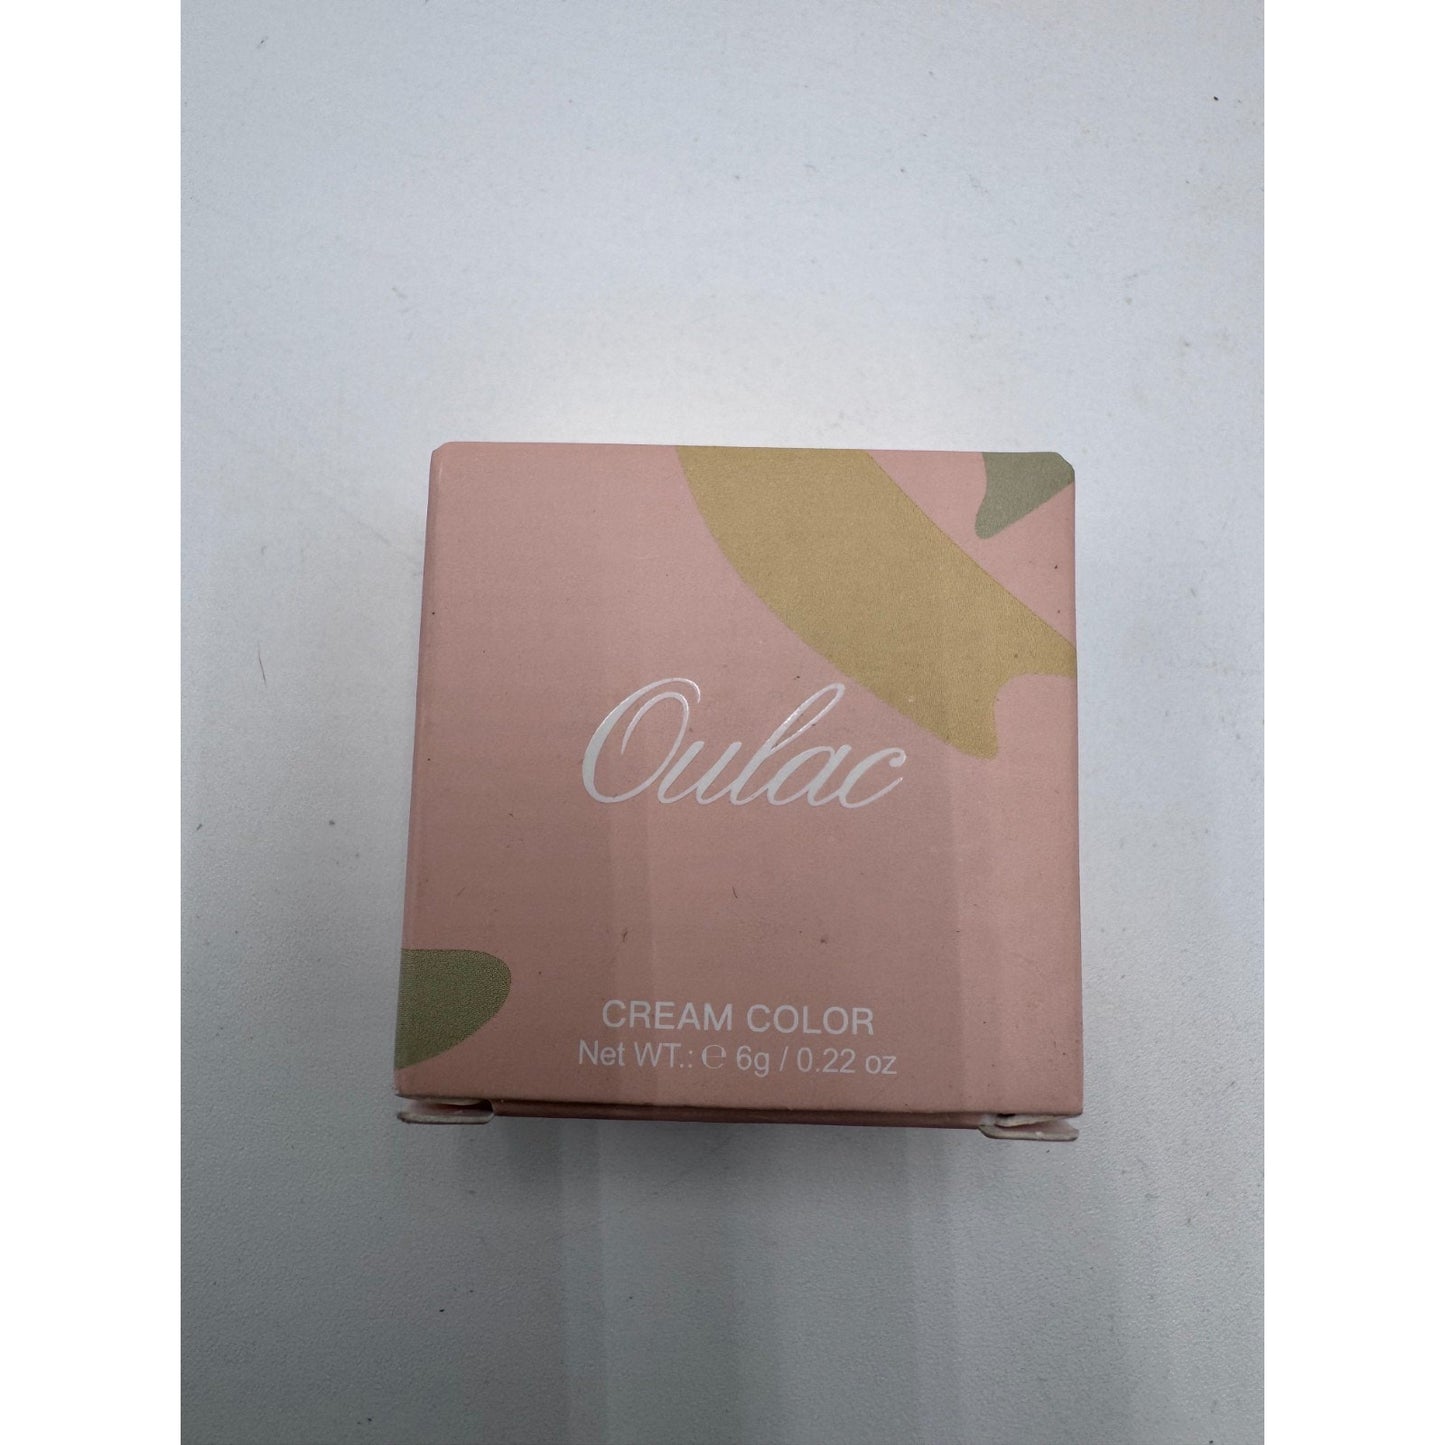 Oulac
CREAM COLOR
Net WT.: ℮ 6g / 0.22 oz